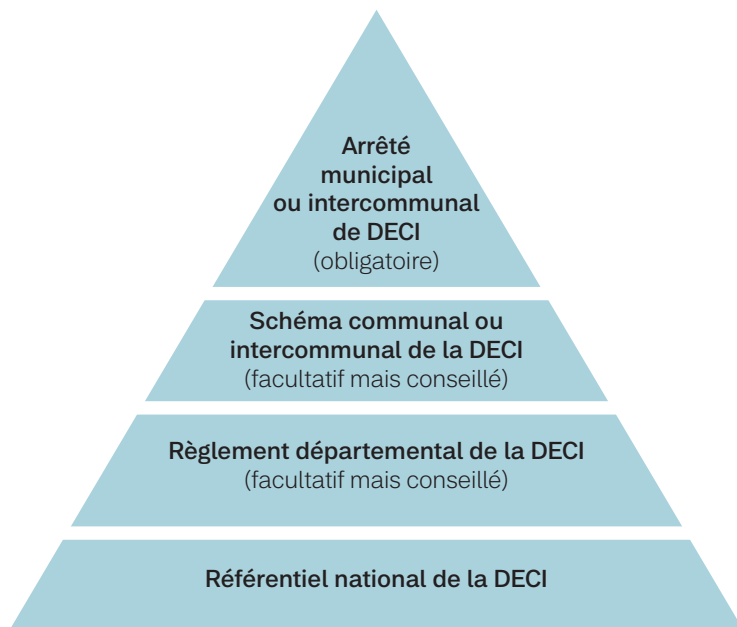 Arrêté
municipal
ou intercommunal
de DECI
(obligatoire)
Schéma communal ou
intercommunal de la DECI
(facultatif mais conseillé)
Règlement départemental de la DECI
(facultatif mais conseillé)
Référentiel national de la DECI